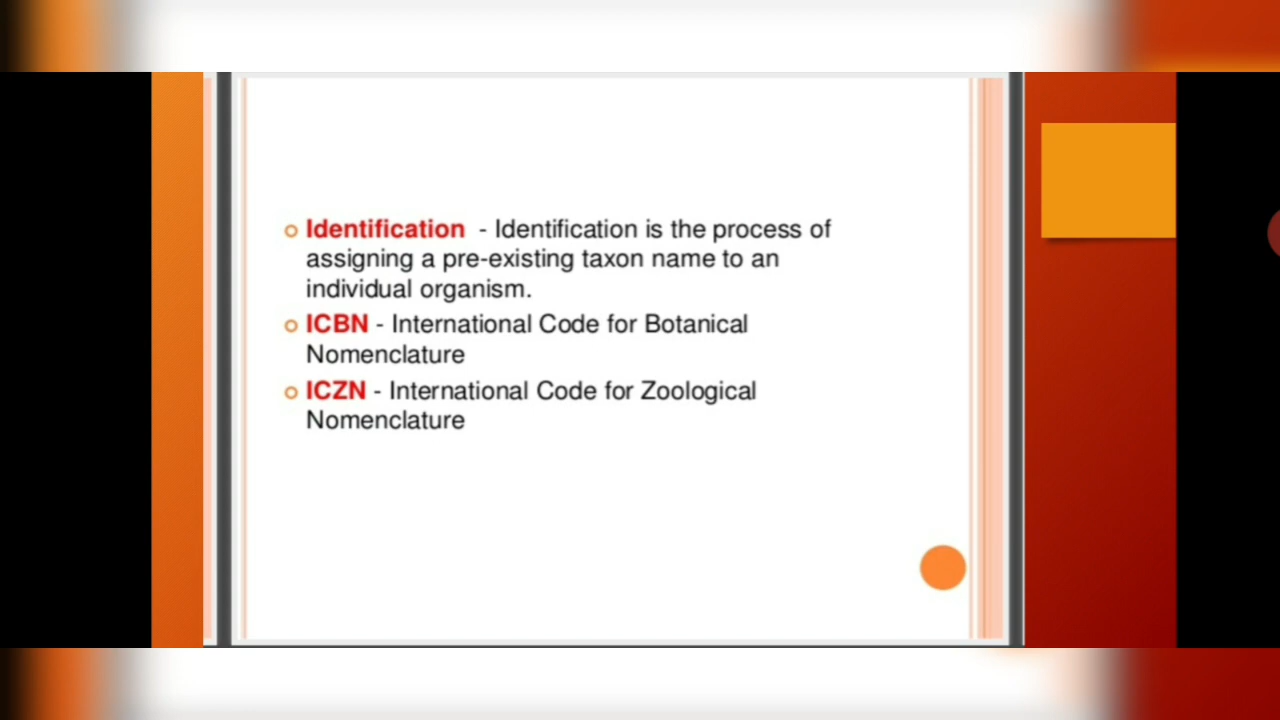 Identification - Identification is the process of
assigning a pre-existing taxon name to an
individual organism.
ICBN - International Code for Botanical
Nomenclature
ICZN - International Code for Zoological
Nomenclature